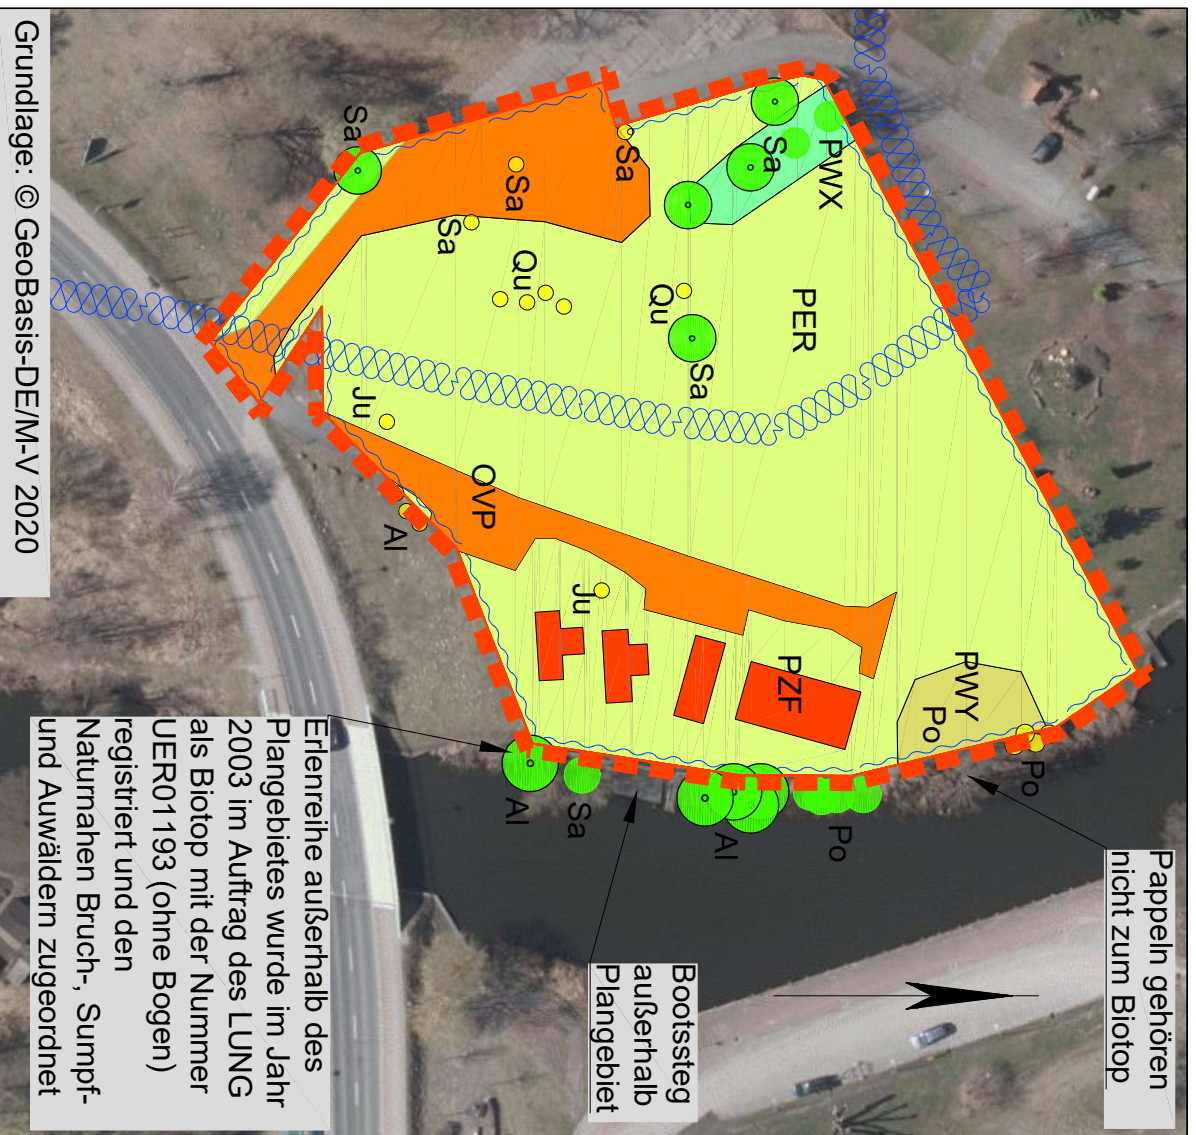 Pappeln gehören
nicht zum Biotop
Bootssteg
außerhalb
Plangebiet
PWX
Sa
Sa
Sa
Sa
Sa
Sa
PER
Qu
Qu
Ju
OVP
Al
Ju
PZF
PWY
Po
Po
Po
Al
Sa
Al
Erlenreihe außerhalb des
Plangebietes wurde im Jahr
2003 im Auftrag des LUNG
als Biotop mit der Nummer
UER01193 (ohne Bogen)
registriert und den
Naturnahen Bruch-, Sumpf-
und Auwäldern zugeordnet
Grundlage: © GeoBasis-DE/M-V 2020